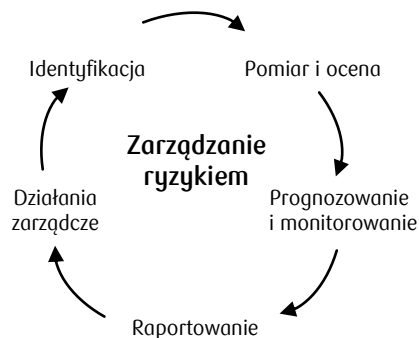 Identyfikacja
Pomiar i ocena
Zarządzanie
ryzykiem
Działania
zarządcze
Prognozowanie
i monitorowanie
Raportowanie